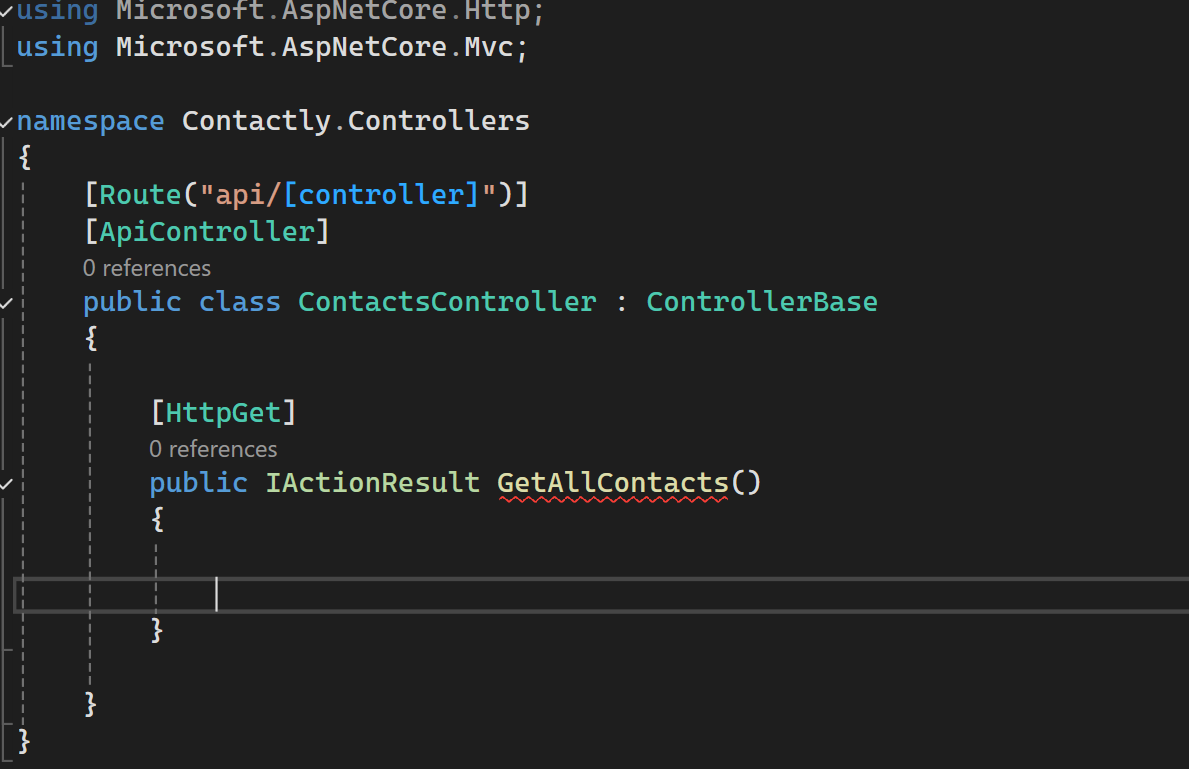 using Microsoft.AspNetCore.Http;
using Microsoft.AspNetCore.Mvc;
namespace Contactly.Controllers
{
[Route("api/[controller]")]
[ApiController]
0 references
public class ContactsController : ControllerBase
{
[HttpGet]
0 references
public IActionResult GetAllContacts()
{
}
}
}